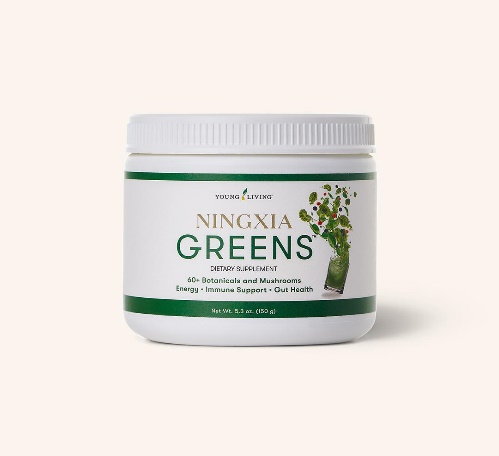 YOUNG LIVING™
NINGXIA
GREENS
DIETARY SUPPLEMENT
60+ Botanicals and Mushrooms
Energy • Immune Support • Gut Health
Net Wt. 5.3 oz. (150 g)